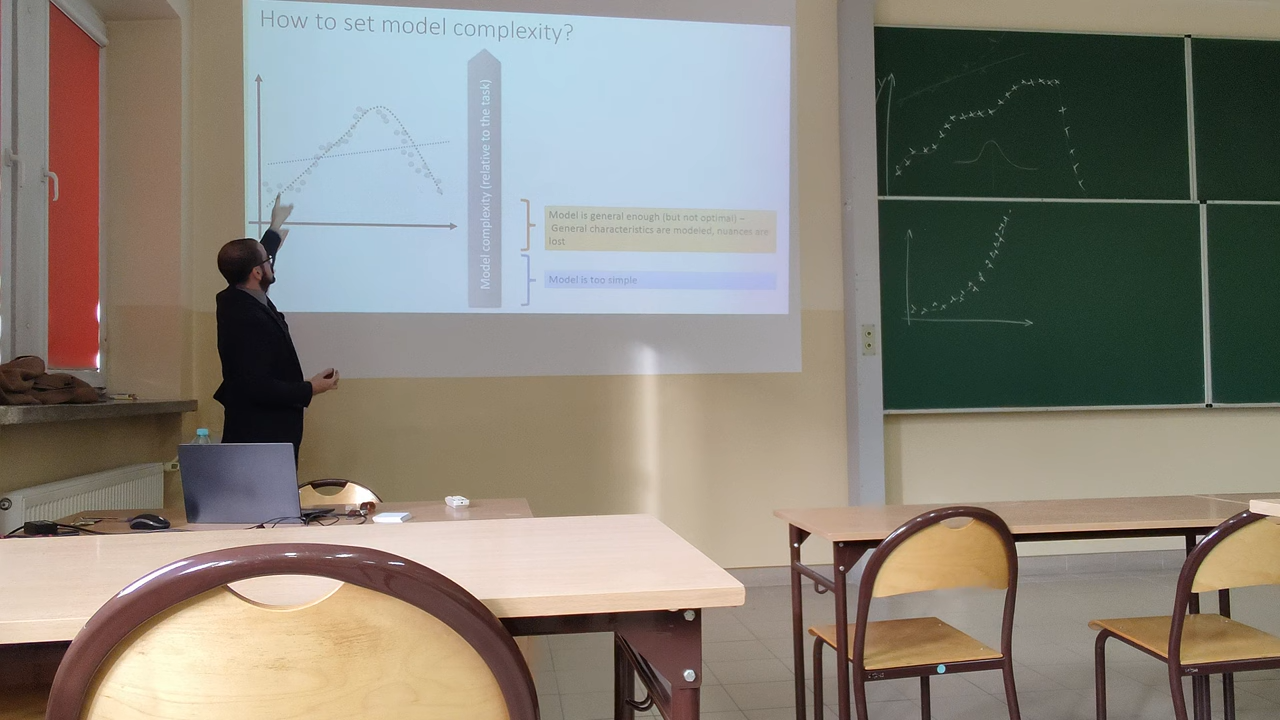 How to set model complexity?
Model complexity (relative to the task)
Model is general enough (but not optimal) –
General characteristics are modeled, nuances are
lost
Model is too simple
y